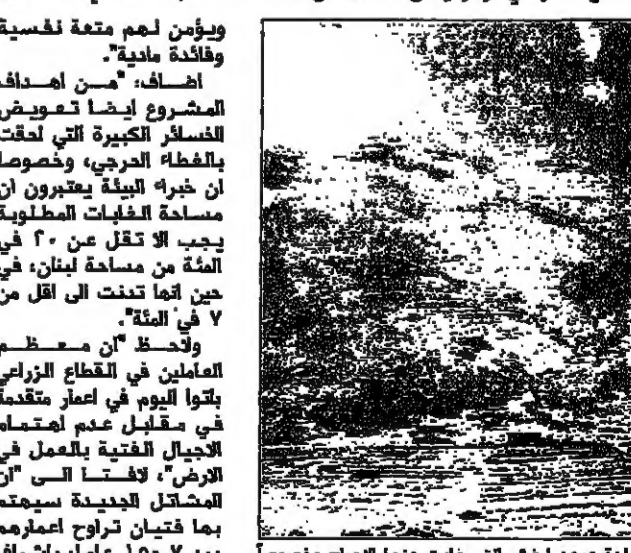 ويؤمن لهم متعة نفسية
وفائدة مادية".
اضاف: "من اهداف
المشروع ايضا تعويض
الخسائر الكبيرة التي لحقت
بالغطاء الحرجي، وخصوصا
ان خبراء البيئة يعتبرون ان
مساحة الغابات المطلوبة
يجب الا تقل عن ٢٠ في
المئة من مساحة لبنان، في
حين انها تدنت الى اقل من
٧ في المئة".
ولاحظ "ان معظم
العاملين في القطاع الزراعي
باتوا اليوم في اعمار متقدمة
في مقابل عدم اهتمام
الاجيال الفتية بالعمل في
الارض"، لافتا الى "ان
المشاتل الجديدة سيهتم
بها فتيان تراوح اعمارهم